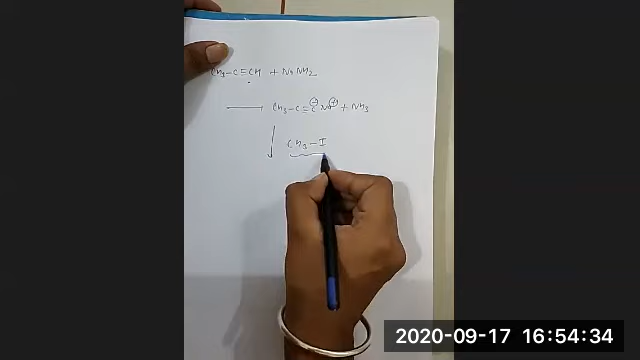 CH₃-C≡CH + NaNH₂
⟶ CH₃-C≡C⊖ Na⊕ + NH₃
↓ CH₃-I
2020-09-17 16:54:34